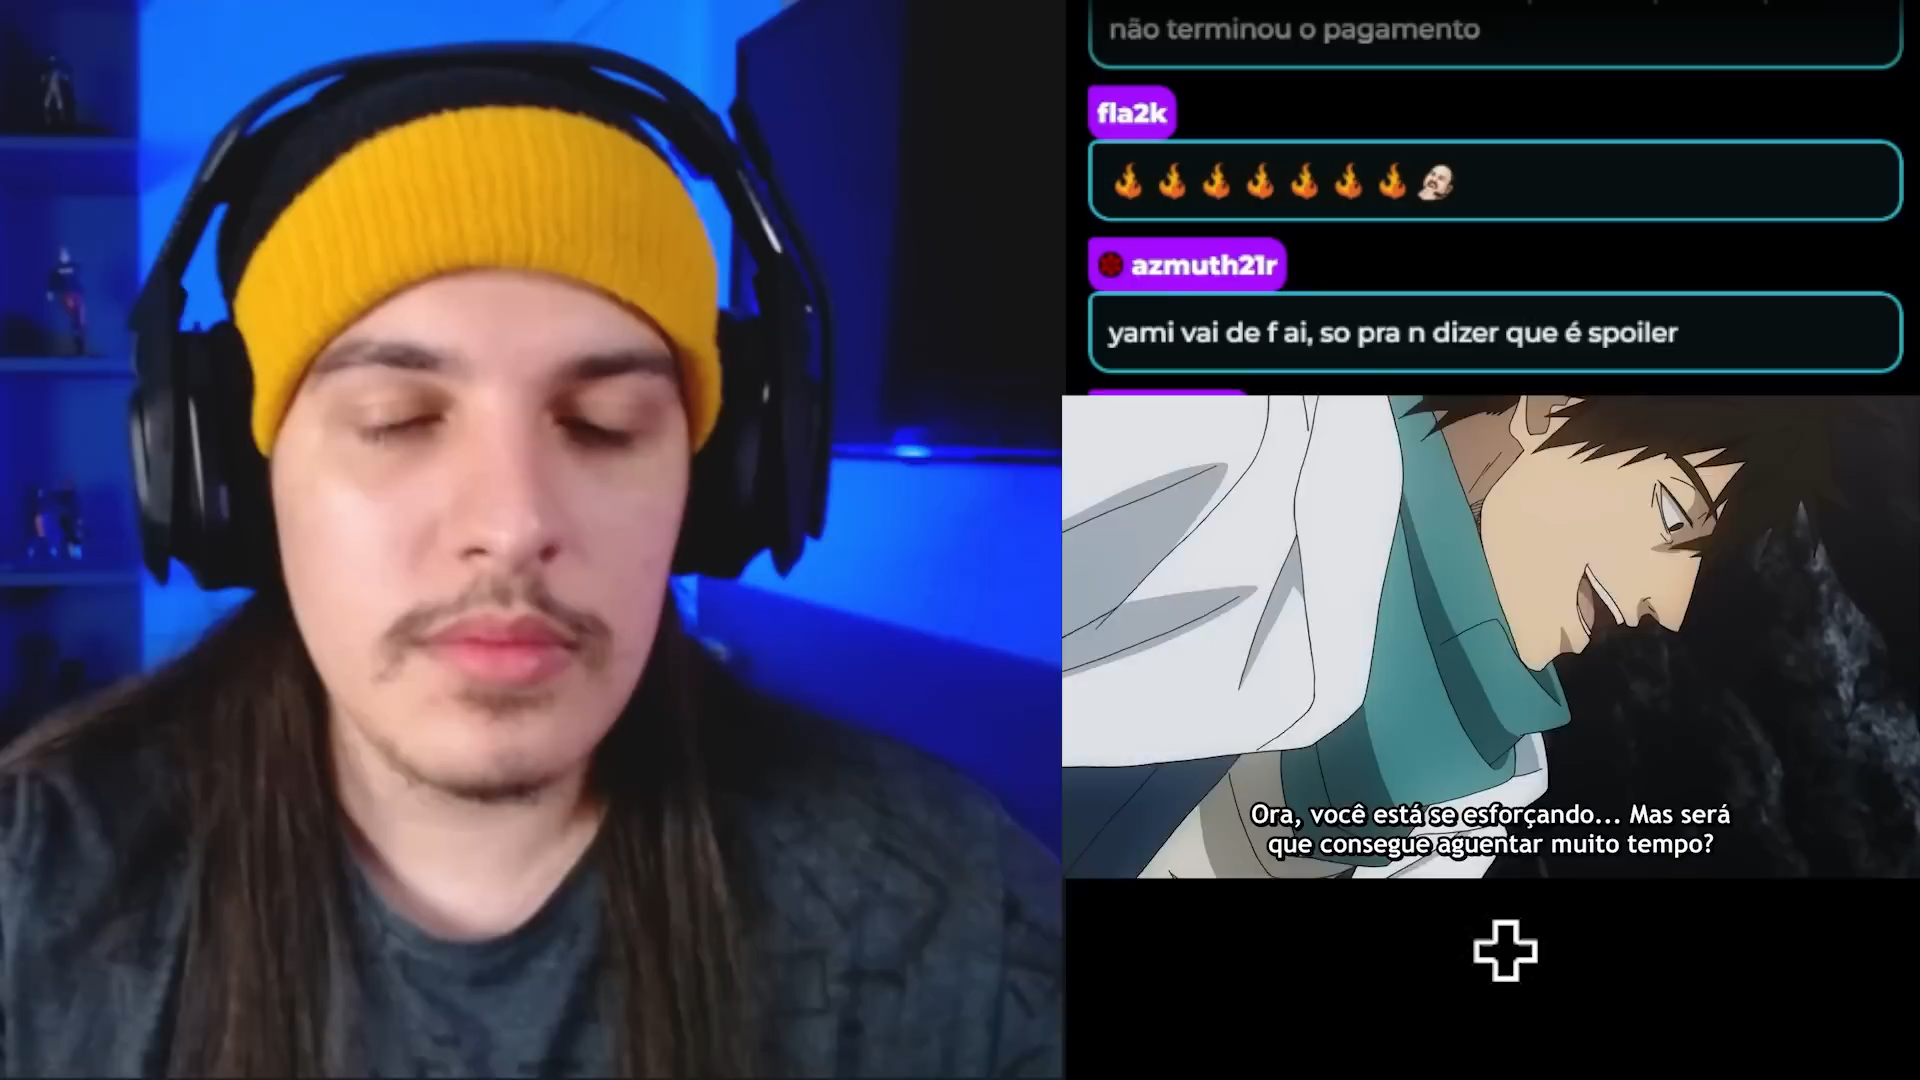 não terminou o pagamento
fla2k
azmuth21r
yami vai de f ai, so pra n dizer que é spoiler
Ora, você está se esforçando... Mas será
que consegue aguentar muito tempo?